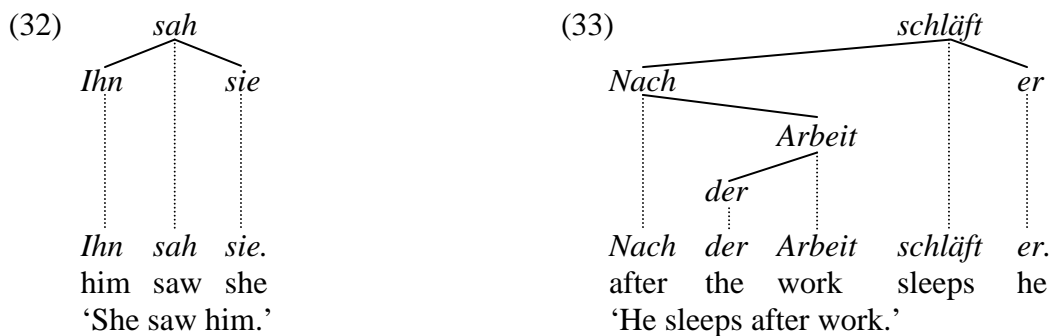 (32) sah (33) schläft
Ihn sie Nach er
Arbeit
der
Ihn sah sie. Nach der Arbeit schläft er.
him saw she after the work sleeps he
‘She saw him.’ ‘He sleeps after work.’